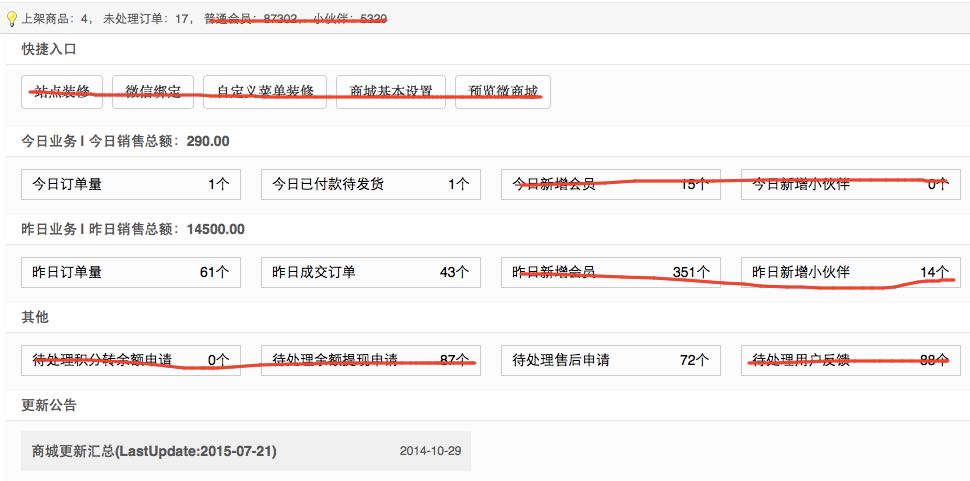 上架商品：4， 未处理订单：17， 普通会员：87302， 小伙伴：5320
快捷入口
站点装修 微信绑定 自定义菜单装修 商城基本设置 预览微商城
今日业务 I 今日销售总额：290.00
今日订单量 1个 今日已付款待发货 1个 今日新增会员 15个 今日新增小伙伴 0个
昨日业务 I 昨日销售总额：14500.00
昨日订单量 61个 昨日成交订单 43个 昨日新增会员 351个 昨日新增小伙伴 14个
其他
待处理积分转余额申请 0个 待处理余额提现申请 87个 待处理售后申请 72个 待处理用户反馈 88个
更新公告
商城更新汇总(LastUpdate:2015-07-21) 2014-10-29